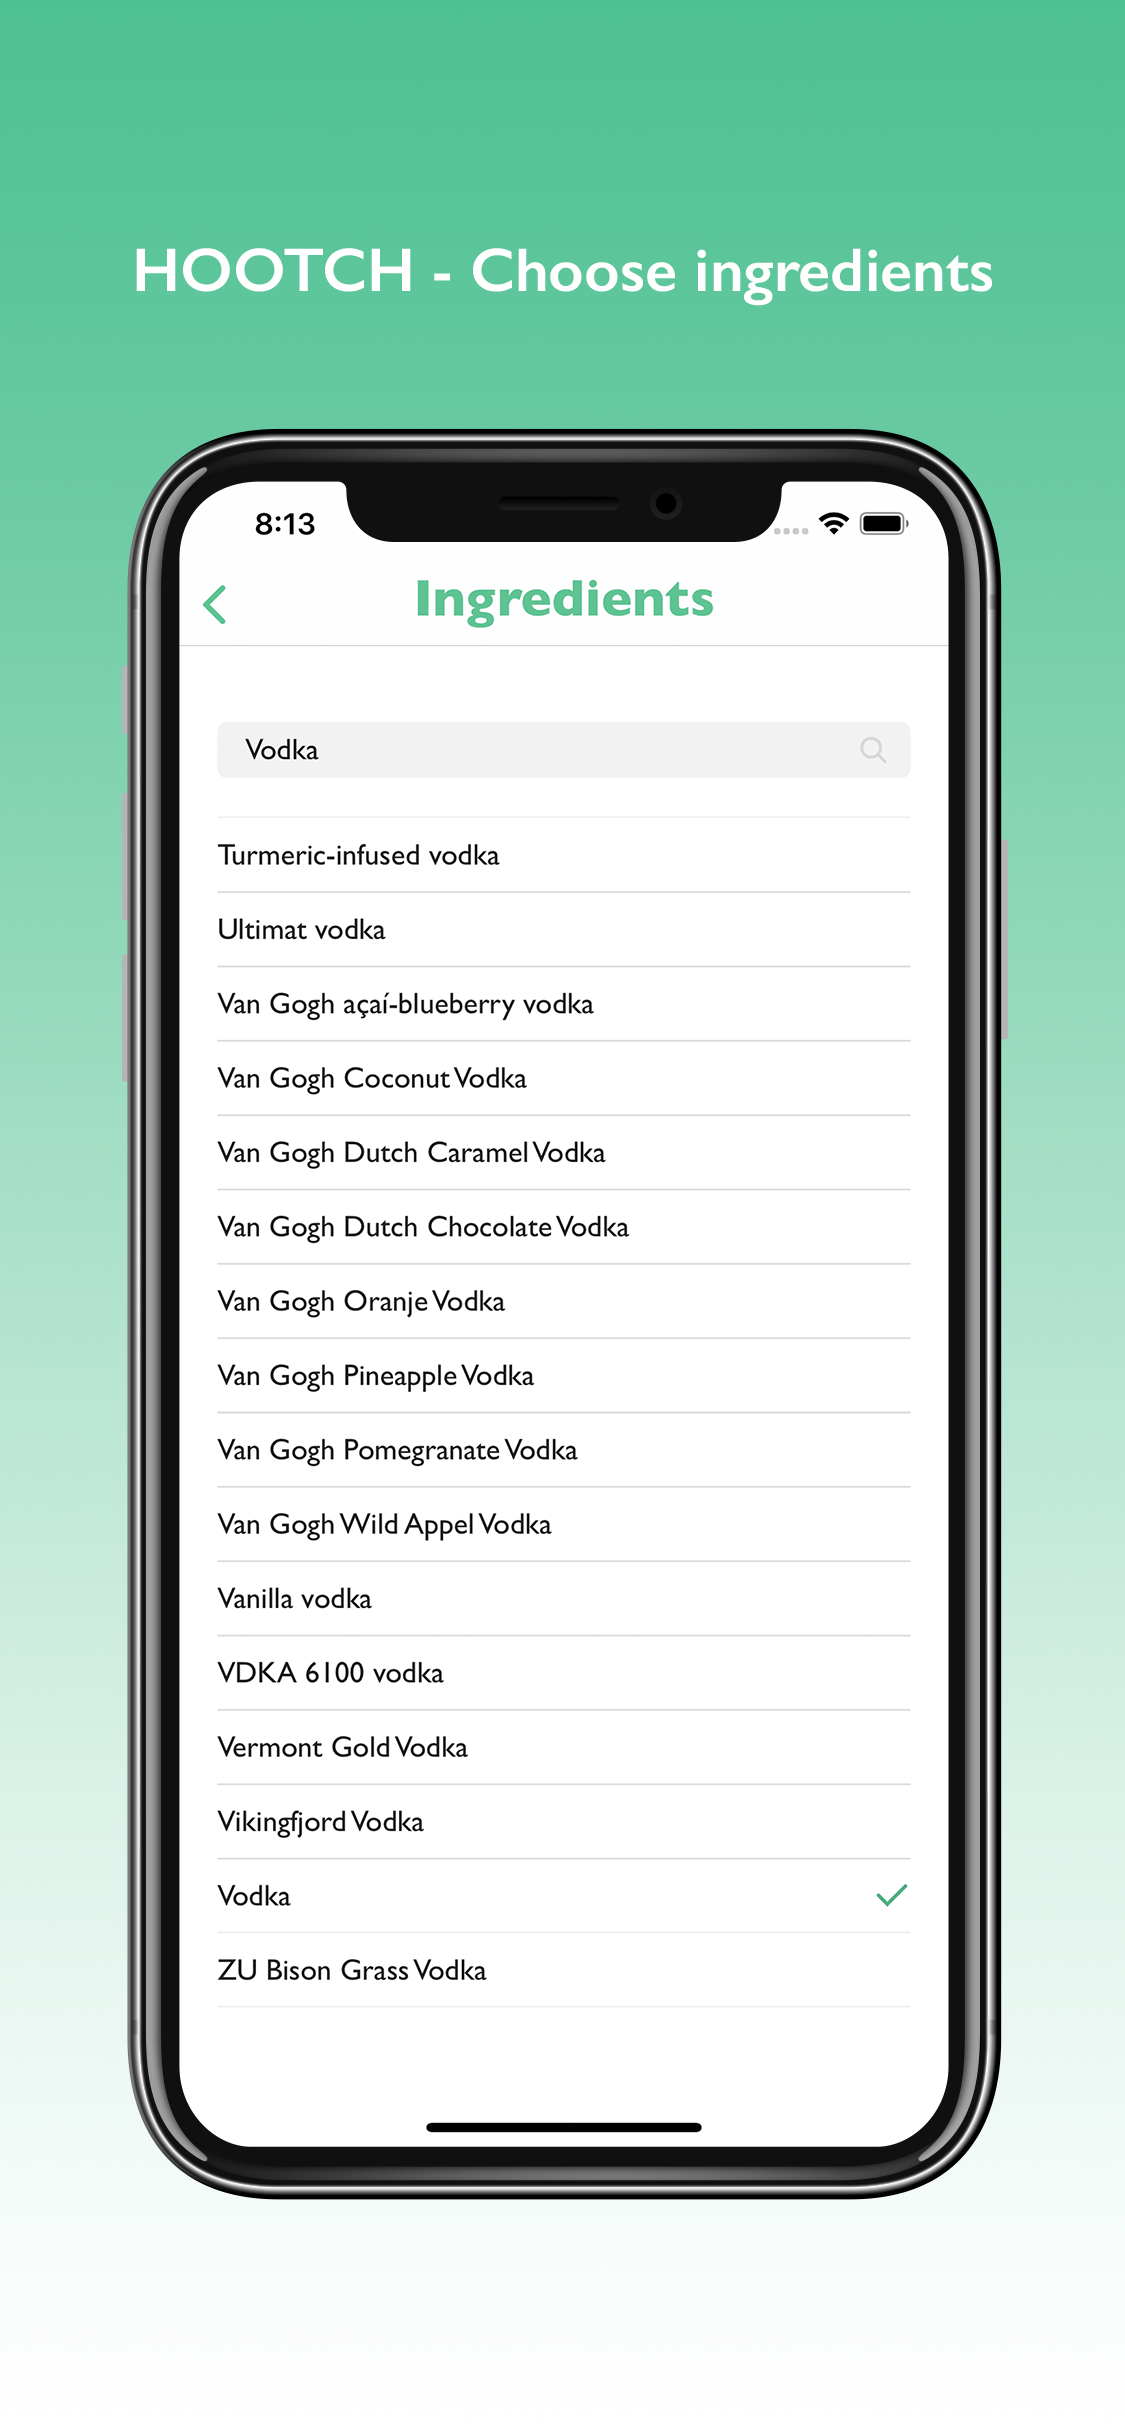 HOOTCH - Choose ingredients
8:13
Ingredients
Vodka
Turmeric-infused vodka
Ultimat vodka
Van Gogh açaí-blueberry vodka
Van Gogh Coconut Vodka
Van Gogh Dutch Caramel Vodka
Van Gogh Dutch Chocolate Vodka
Van Gogh Oranje Vodka
Van Gogh Pineapple Vodka
Van Gogh Pomegranate Vodka
Van Gogh Wild Appel Vodka
Vanilla vodka
VDKA 6100 vodka
Vermont Gold Vodka
Vikingfjord Vodka
Vodka
ZU Bison Grass Vodka